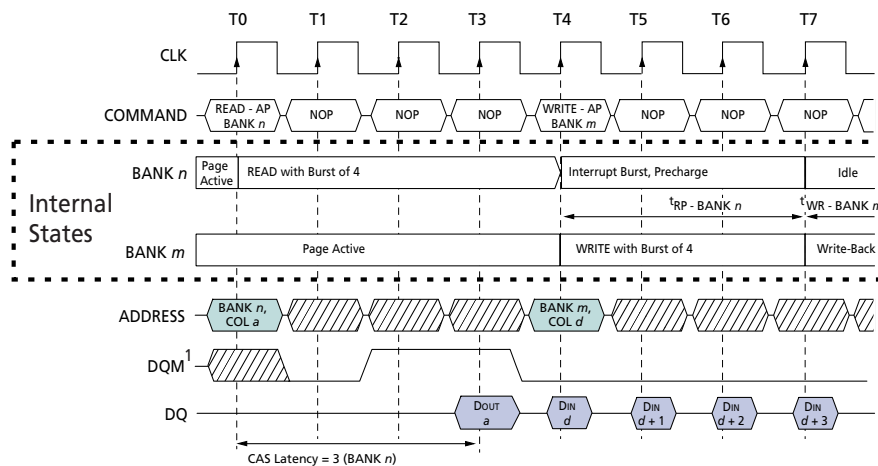 T0 T1 T2 T3 T4 T5 T6 T7
CLK
COMMAND READ - AP BANK n NOP NOP NOP WRITE - AP BANK m NOP NOP NOP
Internal States
BANK n Page Active READ with Burst of 4 Interrupt Burst, Precharge Idle
tRP - BANK n tWR - BANK m
BANK m Page Active WRITE with Burst of 4 Write-Back
ADDRESS BANK n, COL a BANK m, COL d
DQM1
DQ DOUT a DIN d DIN d + 1 DIN d + 2 DIN d + 3
CAS Latency = 3 (BANK n)